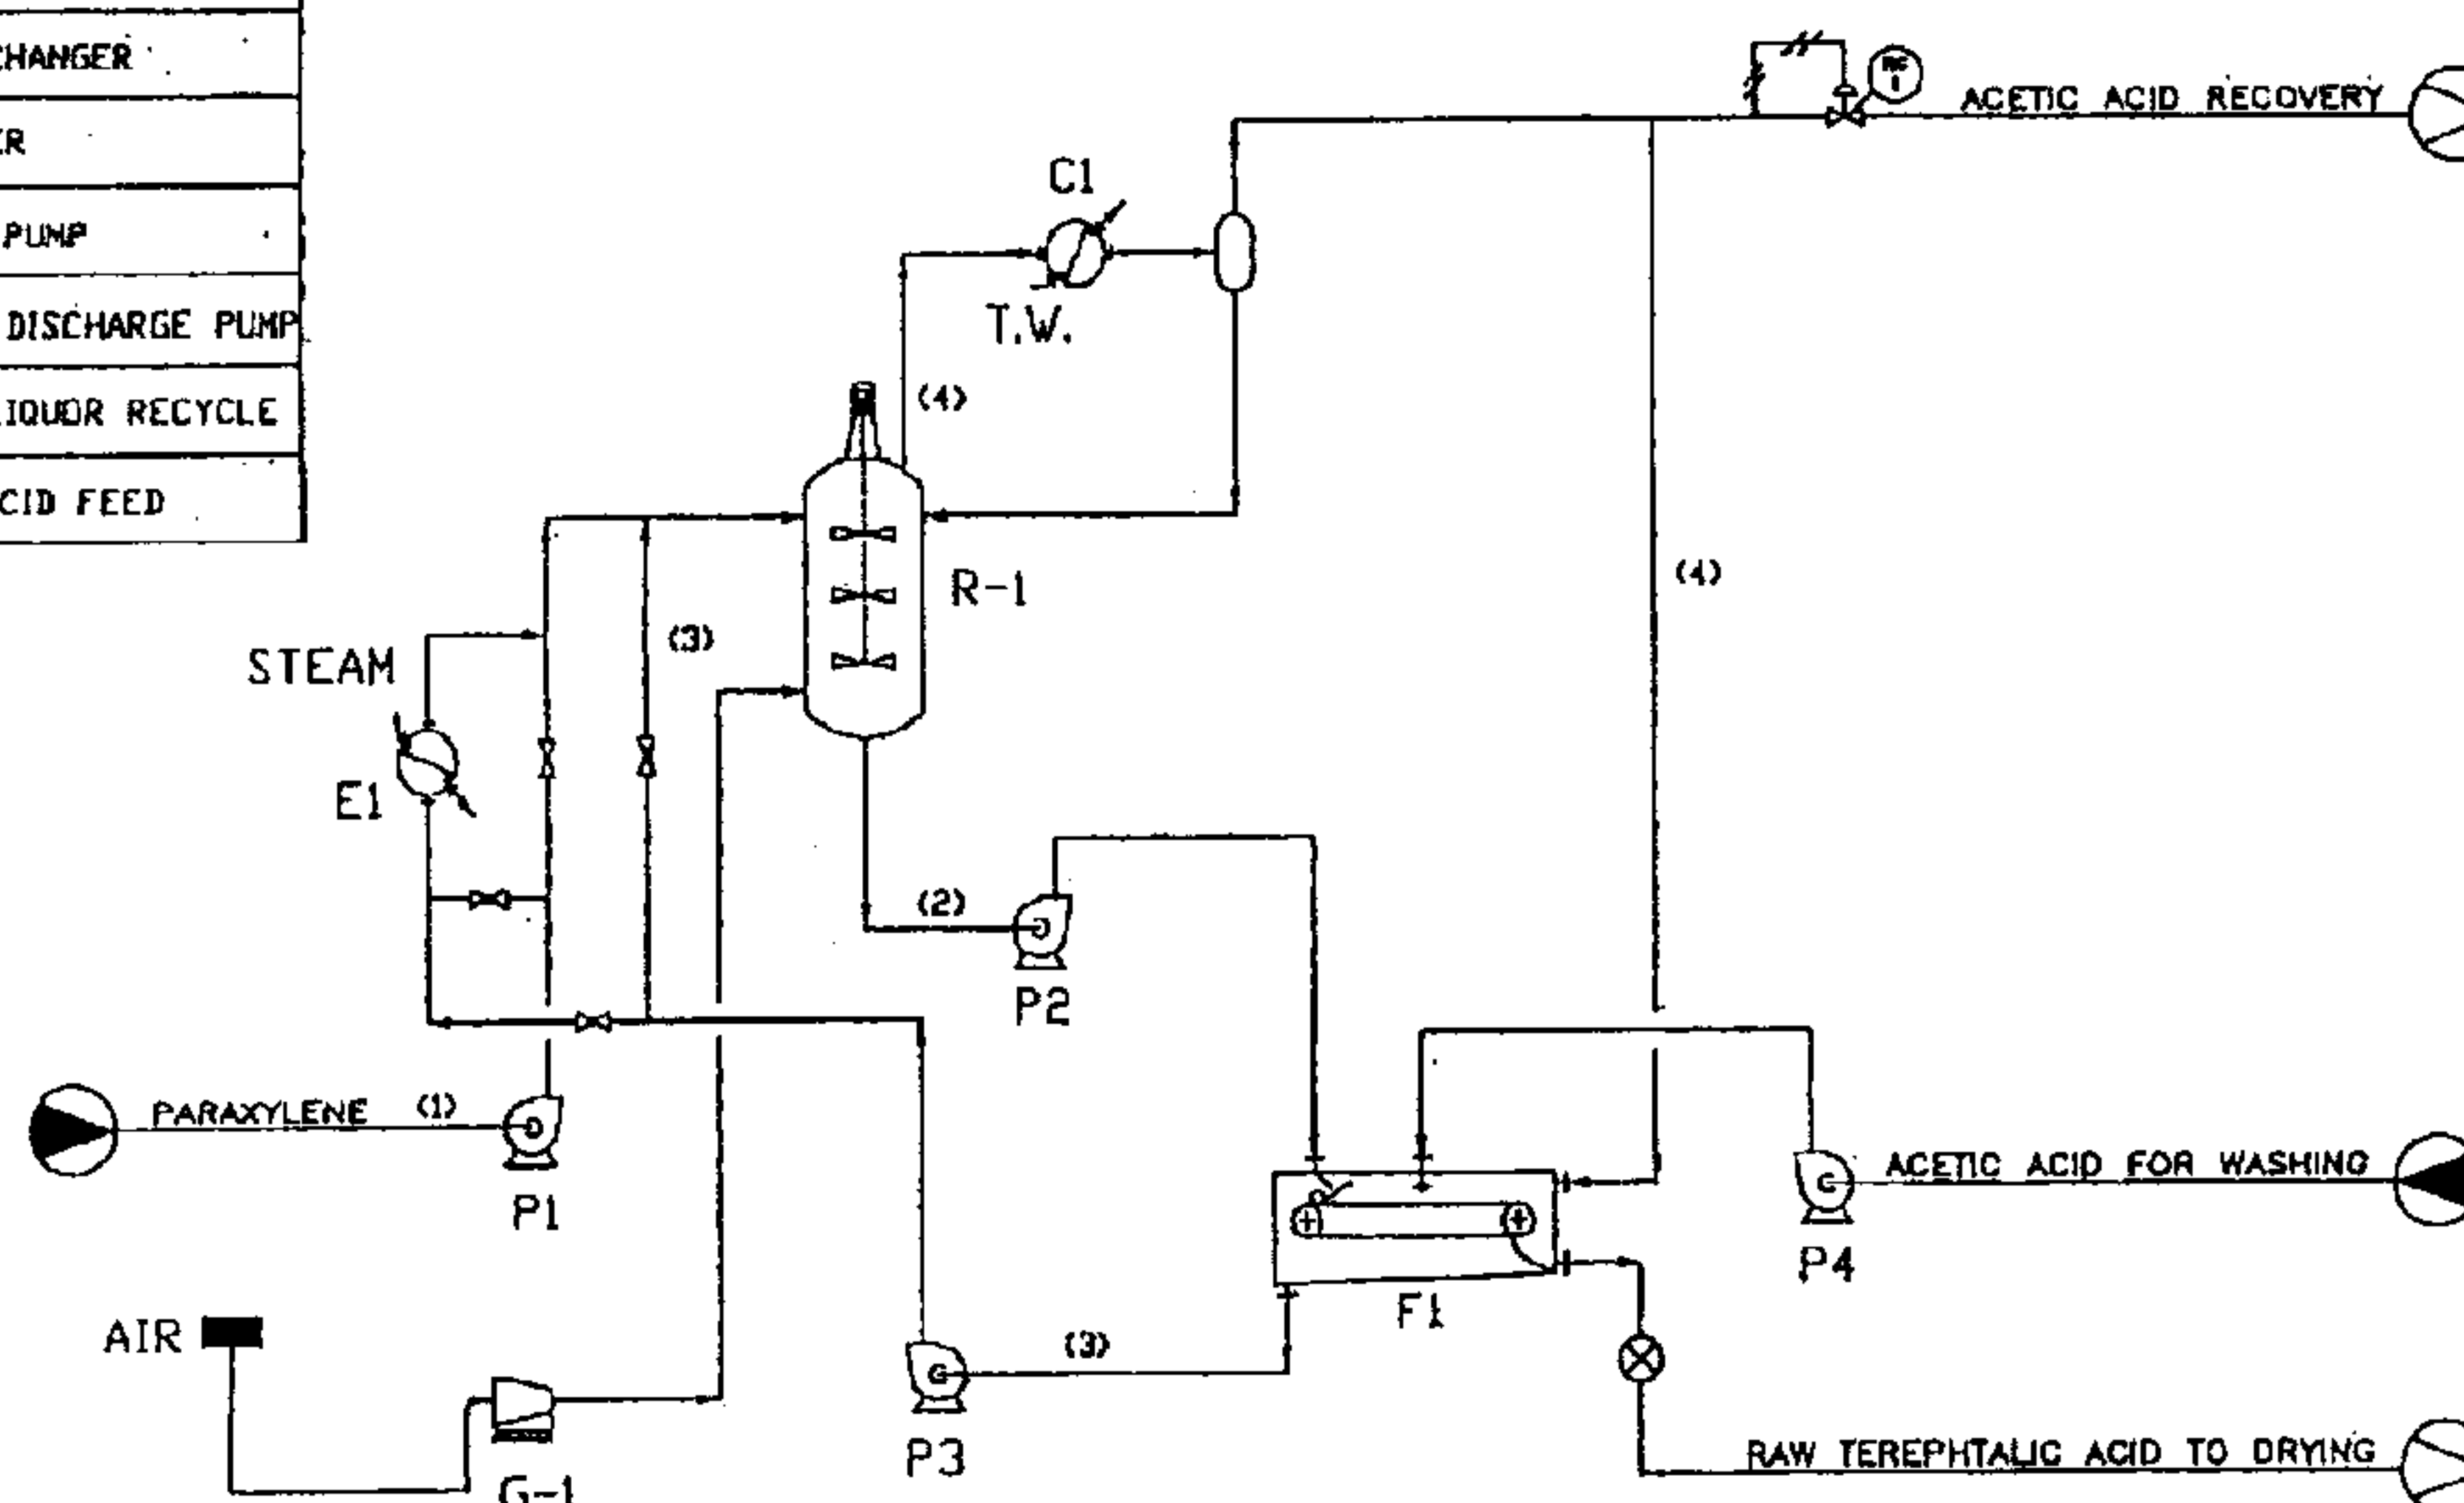 CHANGER
ER
PUMP
DISCHARGE PUMP
LIQUOR RECYCLE
CID FEED
ACETIC ACID RECOVERY
1
C1
T.W.
(4)
R-1
(4)
STEAM
(3)
E1
(2)
P2
PARAXYLENE (1)
P1
ACETIC ACID FOR WASHING
P4
F1
AIR
(3)
P3
G-1
RAW TEREPHTALIC ACID TO DRYING